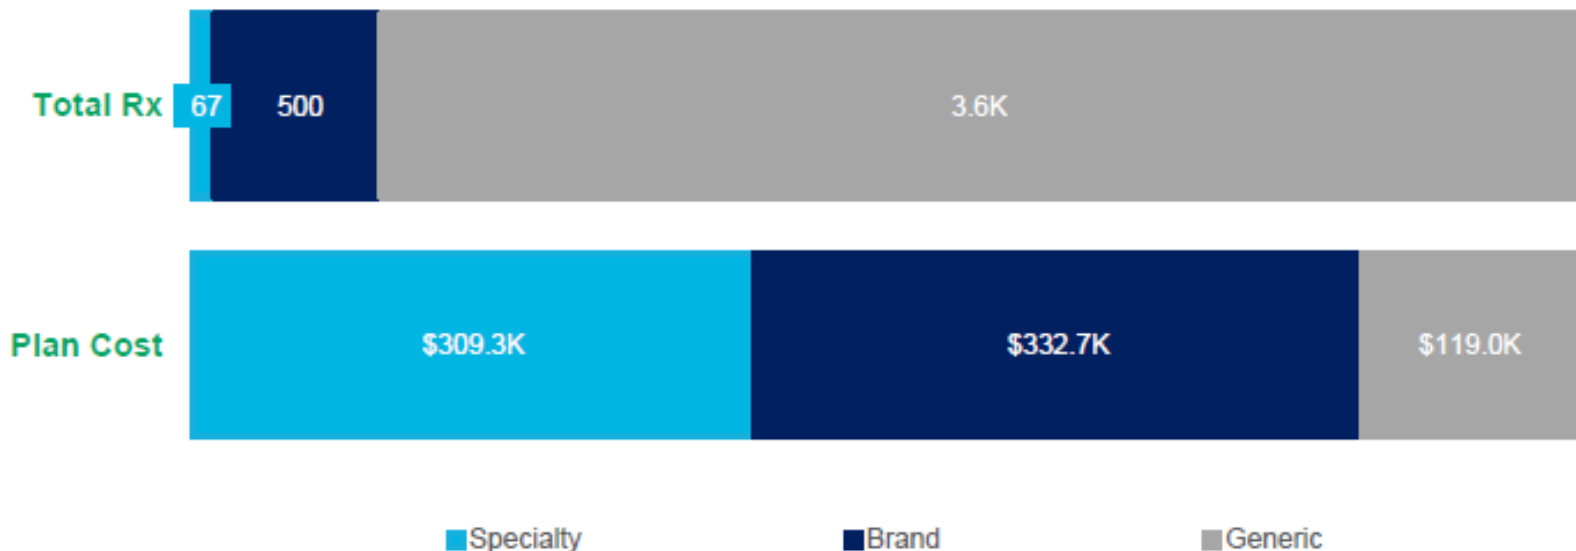 Total Rx 67 500 3.6K
Plan Cost $309.3K $332.7K $119.0K
Specialty Brand Generic